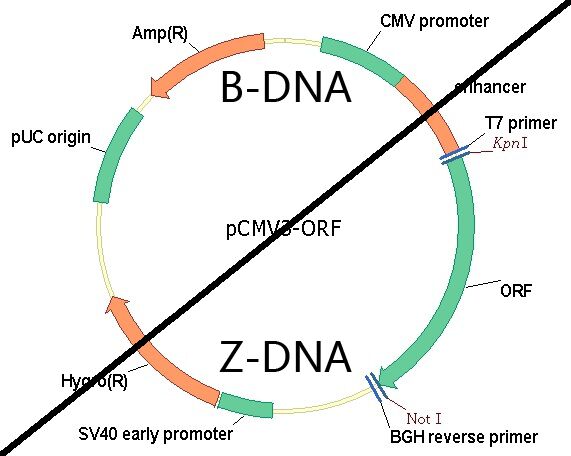 CMV promoter
Amp(R)
B-DNA
enhancer
T7 primer
KpnI
pUC origin
pCMV3-ORF
ORF
Z-DNA
Hygro(R)
Not I
SV40 early promoter
BGH reverse primer